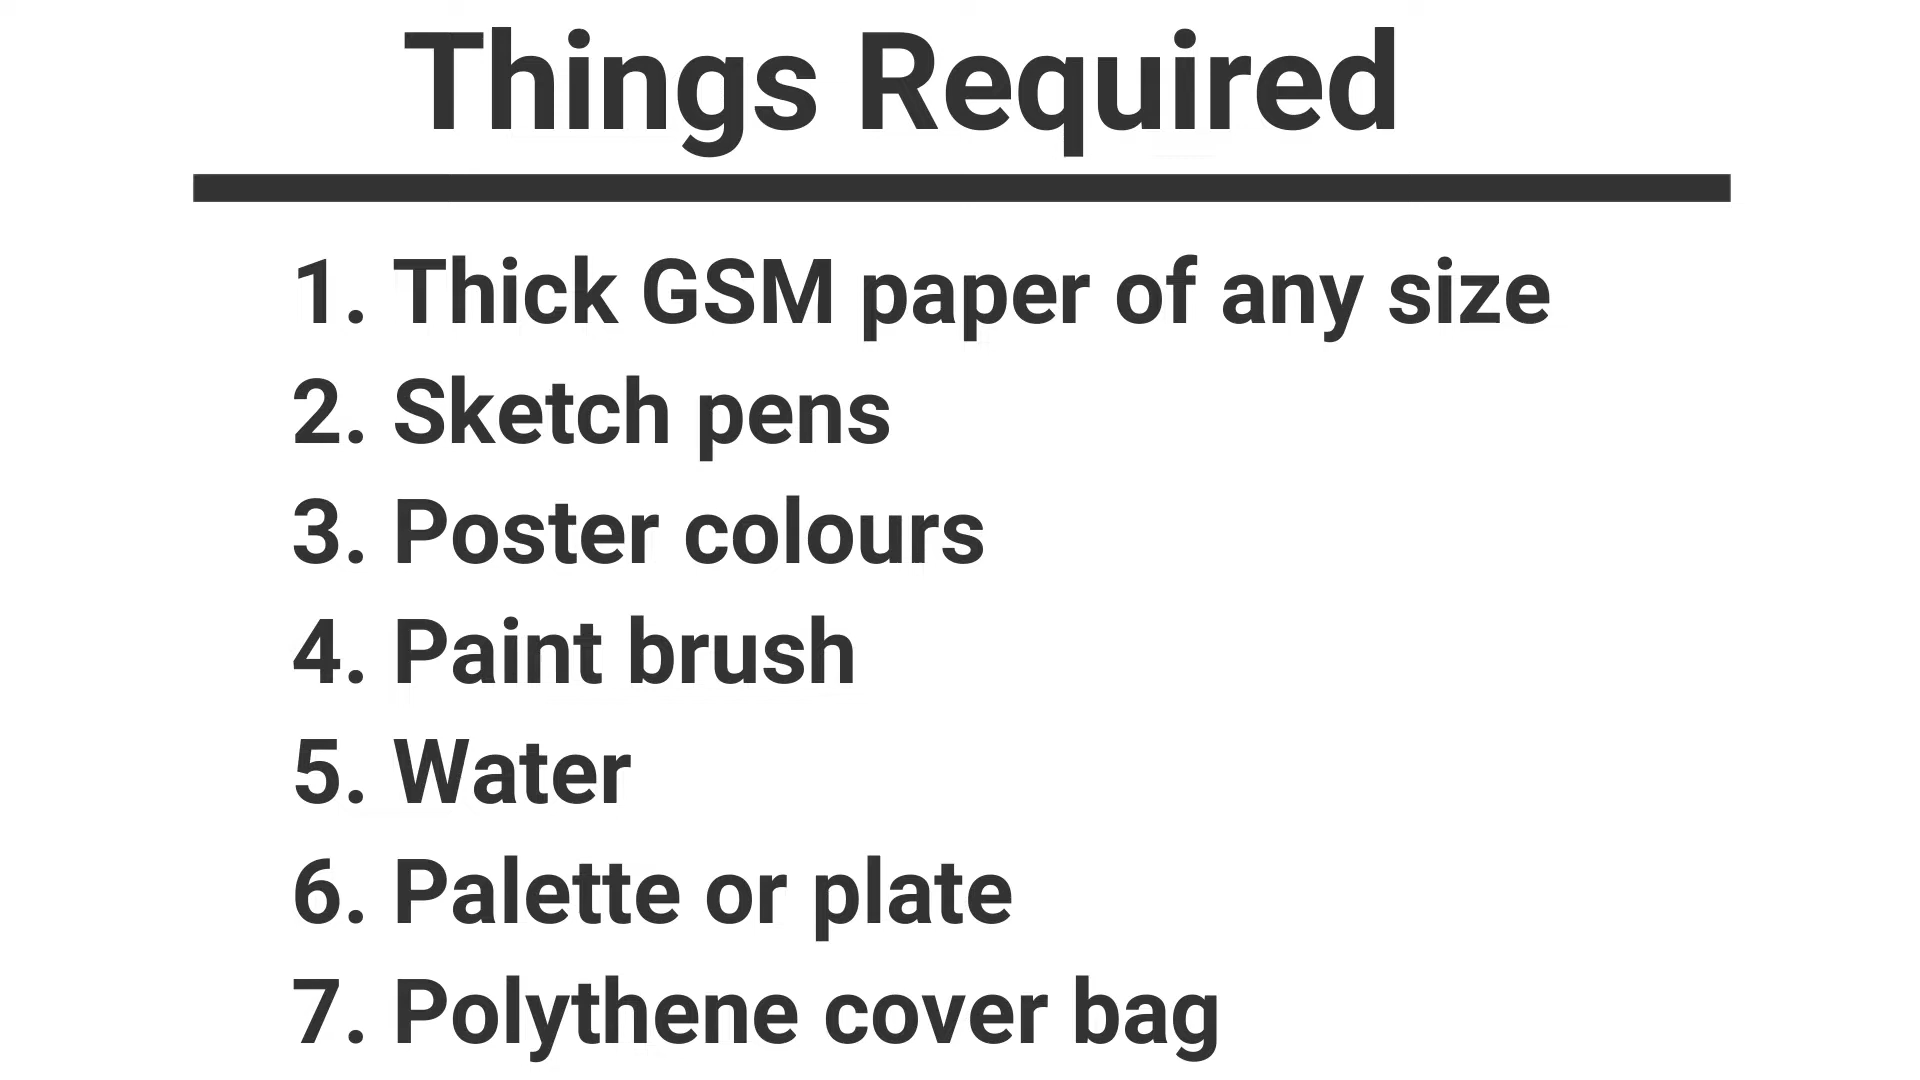 Things Required
1. Thick GSM paper of any size
2. Sketch pens
3. Poster colours
4. Paint brush
5. Water
6. Palette or plate
7. Polythene cover bag